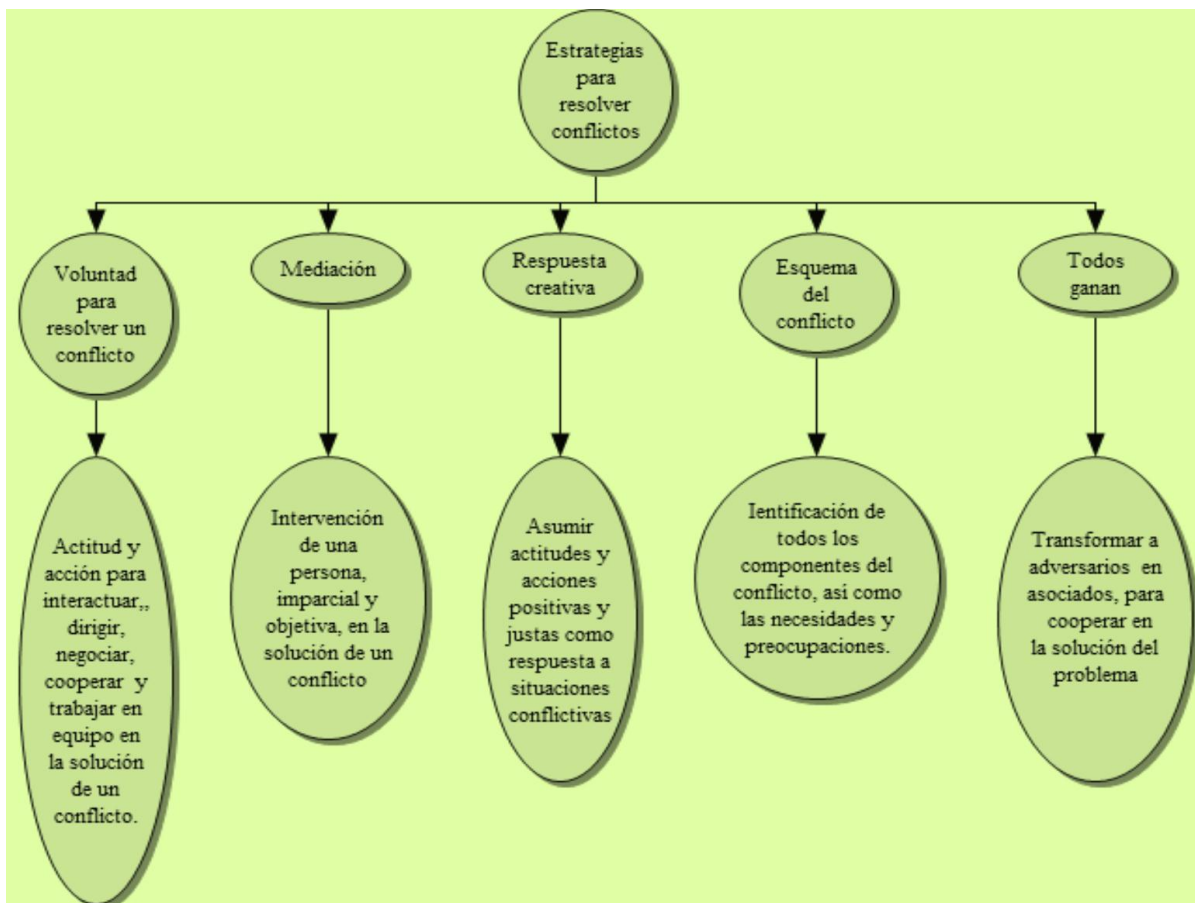 Estrategias
para
resolver
conflictos
Voluntad
para
resolver un
conflicto
Mediación
Respuesta
creativa
Esquema
del
conflicto
Todos
ganan
Actitud y
acción para
interactuar,,
dirigir,
negociar,
cooperar y
trabajar en
equipo en
la solución
de un
conflicto.
Intervención
de una
persona,
imparcial y
objetiva, en la
solución de un
conflicto
Asumir
actitudes y
acciones
positivas y
justas como
respuesta a
situaciones
conflictivas
Ientificación de
todos los
componentes del
conflicto, así como
las necesidades y
preocupaciones.
Transformar a
adversarios en
asociados, para
cooperar en
la solución del
problema